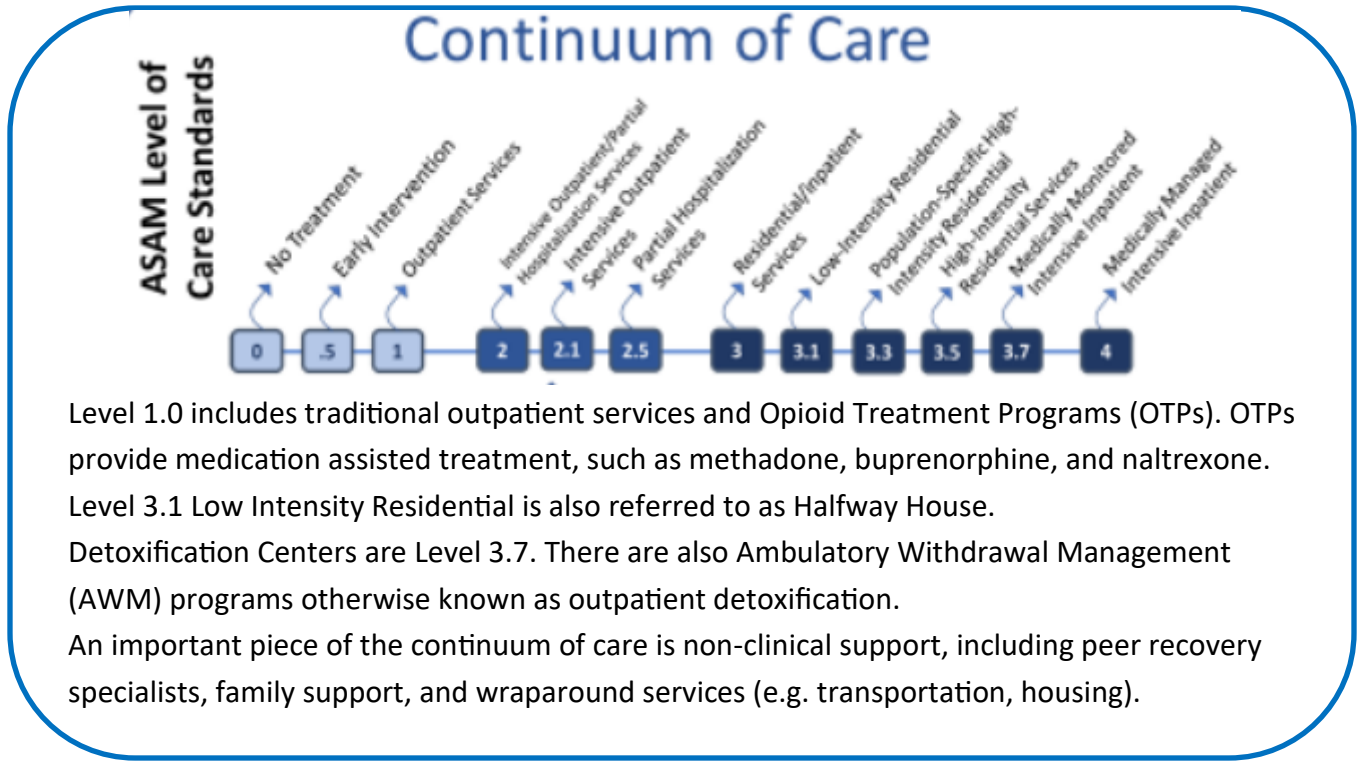 Continuum of Care
ASAM Level of
Care Standards
No Treatment
Early Intervention
Outpatient Services
Intensive Outpatient/Partial
Hospitalization Services
Intensive Outpatient
Services
Partial Hospitalization
Services
Residential/inpatient
Services
Low-Intensity Residential
Population-Specific High-
Intensity Residential
High-Intensity
Residential Services
Medically Monitored
Intensive Inpatient
Medically Managed
Intensive Inpatient
0
.5
1
2
2.1
2.5
3
3.1
3.3
3.5
3.7
4
Level 1.0 includes traditional outpatient services and Opioid Treatment Programs (OTPs). OTPs
provide medication assisted treatment, such as methadone, buprenorphine, and naltrexone.
Level 3.1 Low Intensity Residential is also referred to as Halfway House.
Detoxification Centers are Level 3.7. There are also Ambulatory Withdrawal Management
(AWM) programs otherwise known as outpatient detoxification.
An important piece of the continuum of care is non-clinical support, including peer recovery
specialists, family support, and wraparound services (e.g. transportation, housing).